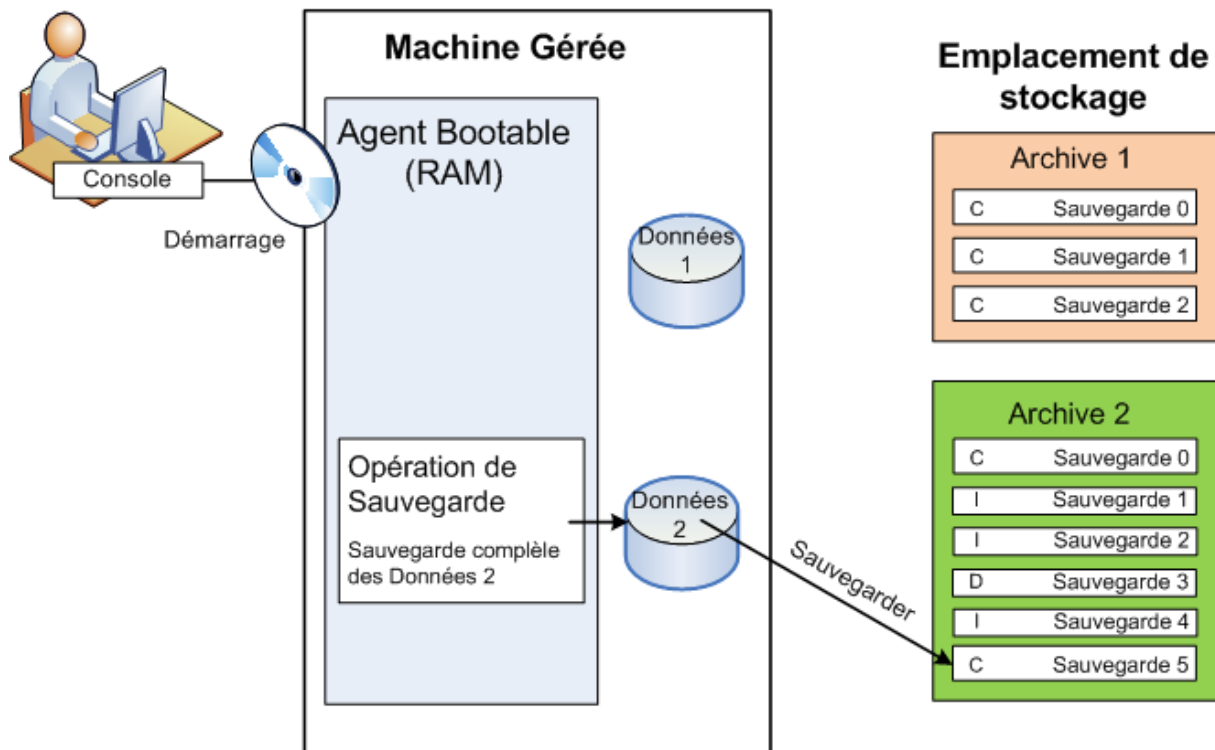 Machine Gérée
Emplacement de
stockage
Console
Démarrage
Agent Bootable
(RAM)
Données
1
Opération de
Sauvegarde
Sauvegarde complèle
des Données 2
Données
2
Sauvegarder
Archive 1
C Sauvegarde 0
C Sauvegarde 1
C Sauvegarde 2
Archive 2
C Sauvegarde 0
I Sauvegarde 1
I Sauvegarde 2
D Sauvegarde 3
I Sauvegarde 4
C Sauvegarde 5